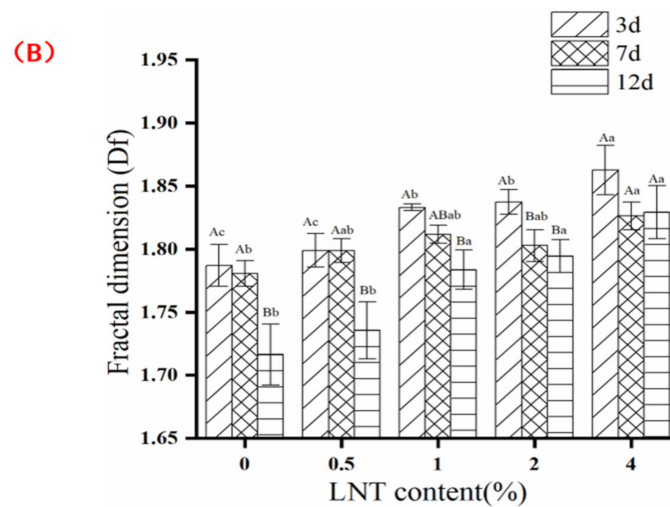 (B)
3d
7d
12d
Fractal dimension (Df)
1.95
1.90
1.85
1.80
1.75
1.70
1.65
Ac Ab Bb
Ac Aab Bb
Ab ABab Ba
Ab Bab Ba
Aa Aa Aa
0 0.5 1 2 4
LNT content(%)